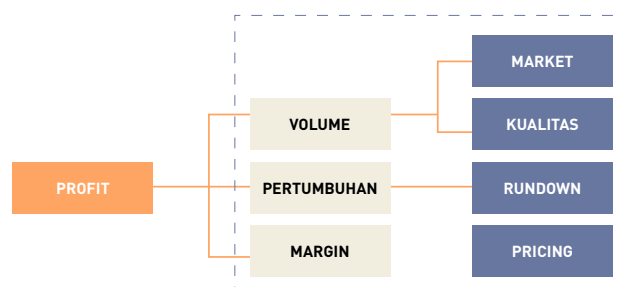 MARKET
VOLUME
KUALITAS
PROFIT
PERTUMBUHAN
RUNDOWN
MARGIN
PRICING